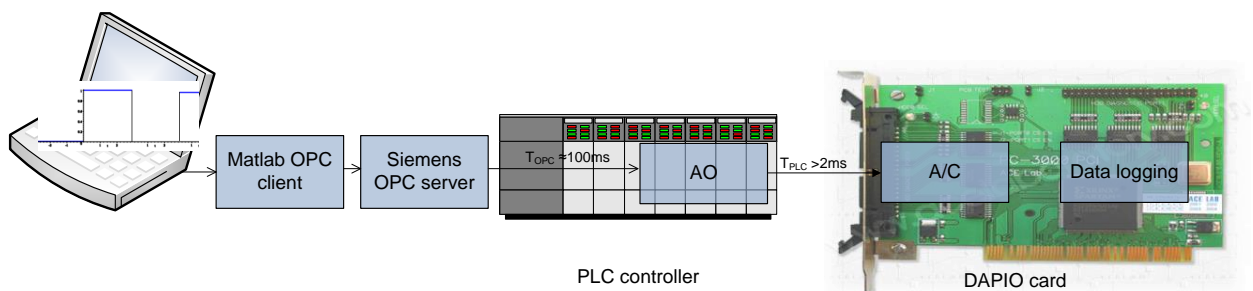 Matlab OPC
client
Siemens
OPC server
T_OPC ≈100ms
AO
T_PLC >2ms
A/C
Data logging
PLC controller
DAPIO card